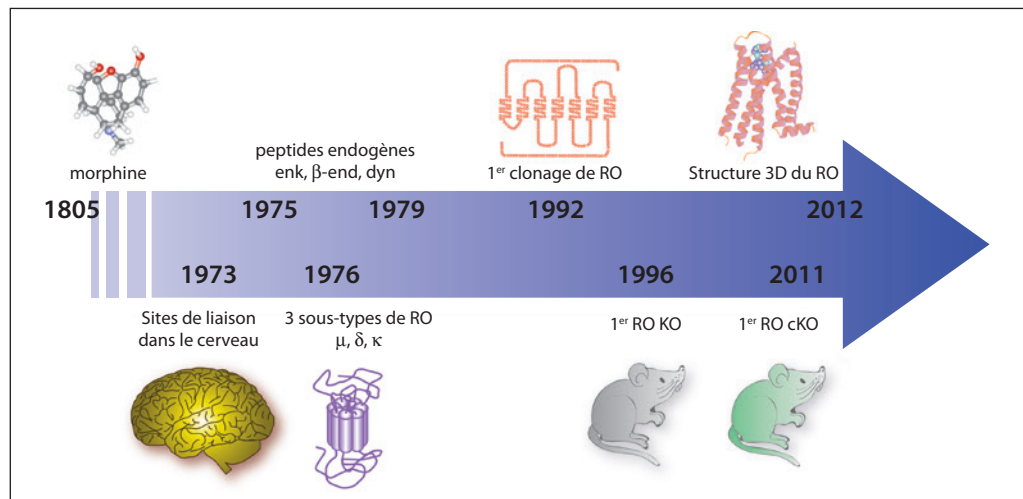 morphine
peptides endogènes
enk, β-end, dyn
1er clonage de RO
Structure 3D du RO
1805
1975
1979
1992
2012
1973
1976
1996
2011
Sites de liaison
dans le cerveau
3 sous-types de RO
μ, δ, κ
1er RO KO
1er RO cKO